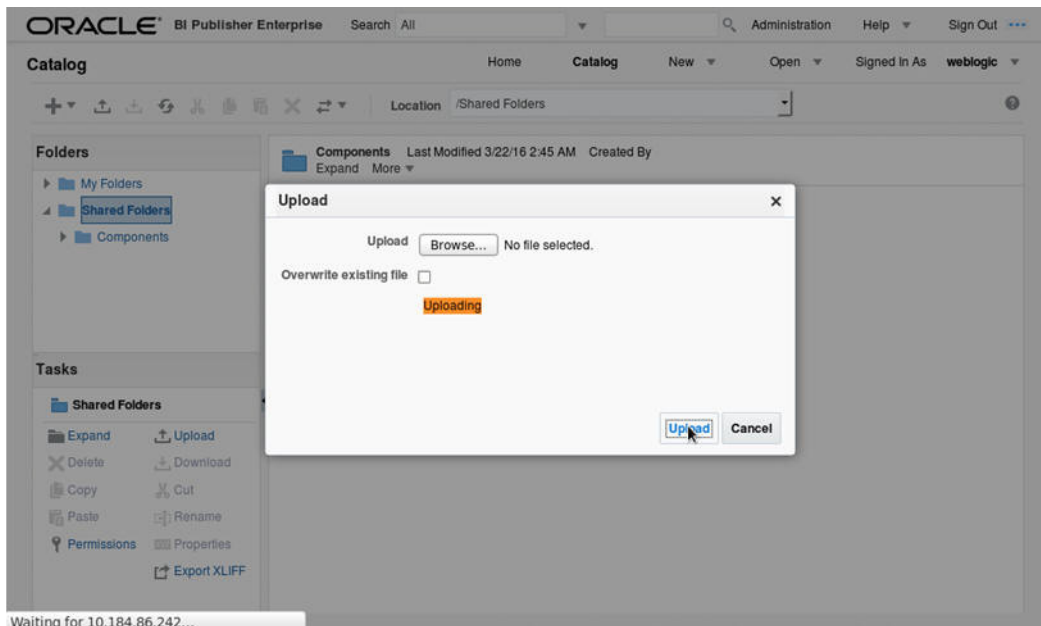 ORACLE BI Publisher Enterprise Search All Administration Help Sign Out
Catalog Home Catalog New Open Signed In As weblogic
Location /Shared Folders
Folders
My Folders
Shared Folders
Components
Components Last Modified 3/22/16 2:45 AM Created By
Expand More
Upload
Upload Browse... No file selected.
Overwrite existing file
Uploading
Upload Cancel
Tasks
Shared Folders
Expand Upload
Delete Download
Copy Cut
Paste Rename
Permissions Properties
Export XLIFF
Waiting for 10.184.86.242...